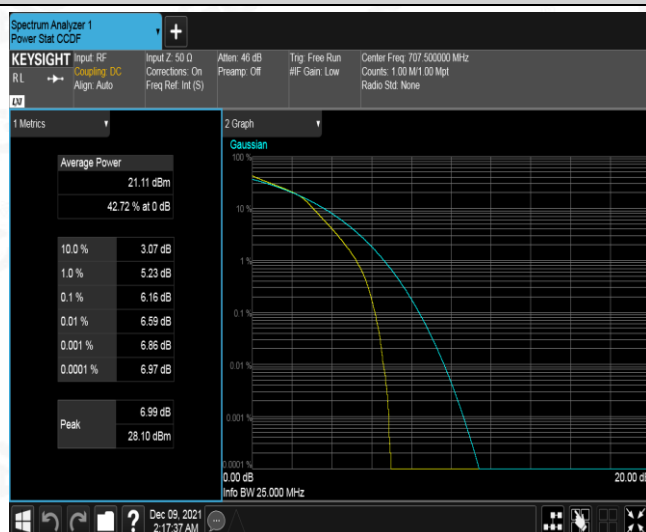 Spectrum Analyzer 1
Power Stat CCDF
+
KEYSIGHT
RL
LXI
Input: RF
Coupling: DC
Align: Auto
Input Z: 50 Ω
Corrections: On
Freq Ref: Int (S)
Atten: 46 dB
Preamp: Off
Trig: Free Run
#IF Gain: Low
Center Freq: 707.500000 MHz
Counts: 1.00 M/1.00 Mpt
Radio Std: None
1 Metrics
Average Power
21.11 dBm
42.72 % at 0 dB
10.0 % 3.07 dB
1.0 % 5.23 dB
0.1 % 6.16 dB
0.01 % 6.59 dB
0.001 % 6.86 dB
0.0001 % 6.97 dB
Peak
6.99 dB
28.10 dBm
2 Graph
Gaussian
100 %
10 %
1 %
0.1 %
0.01 %
0.001 %
0.0001 %
0.00 dB
20.00 dB
Info BW 25.000 MHz
?
Dec 09, 2021
2:17:37 AM